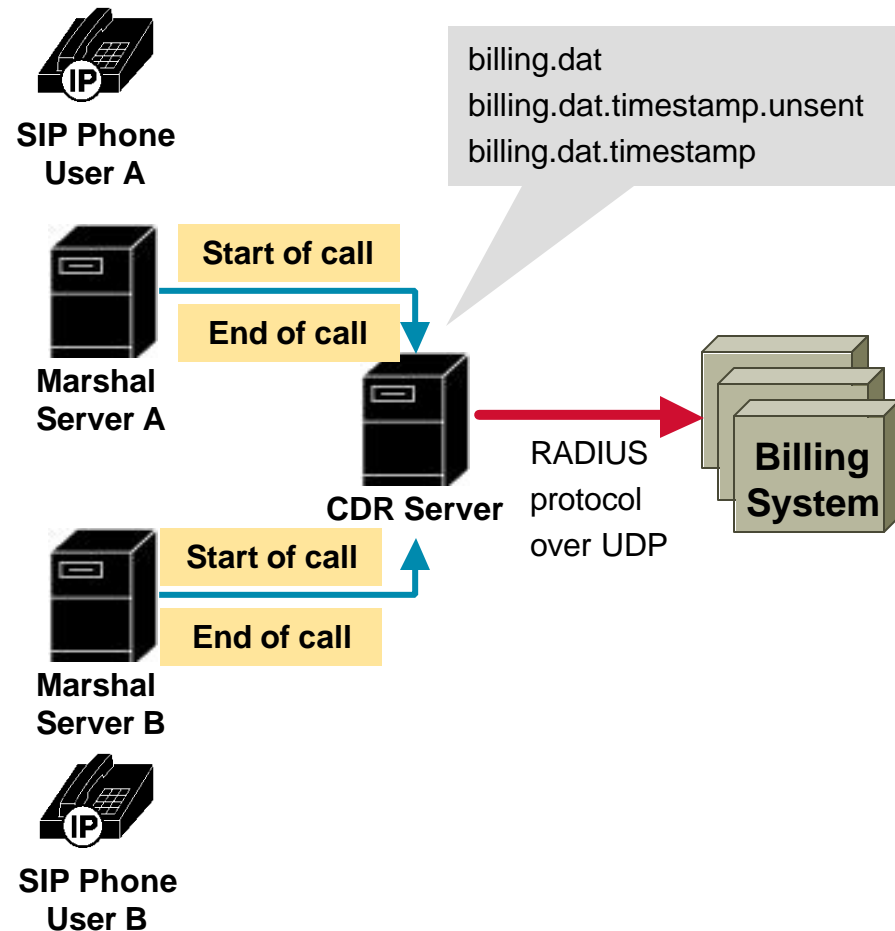 IP
SIP Phone
User A
billing.dat
billing.dat.timestamp.unsent
billing.dat.timestamp
Start of call
End of call
Marshal
Server A
CDR Server
RADIUS
protocol
over UDP
Billing
System
Start of call
End of call
Marshal
Server B
IP
SIP Phone
User B